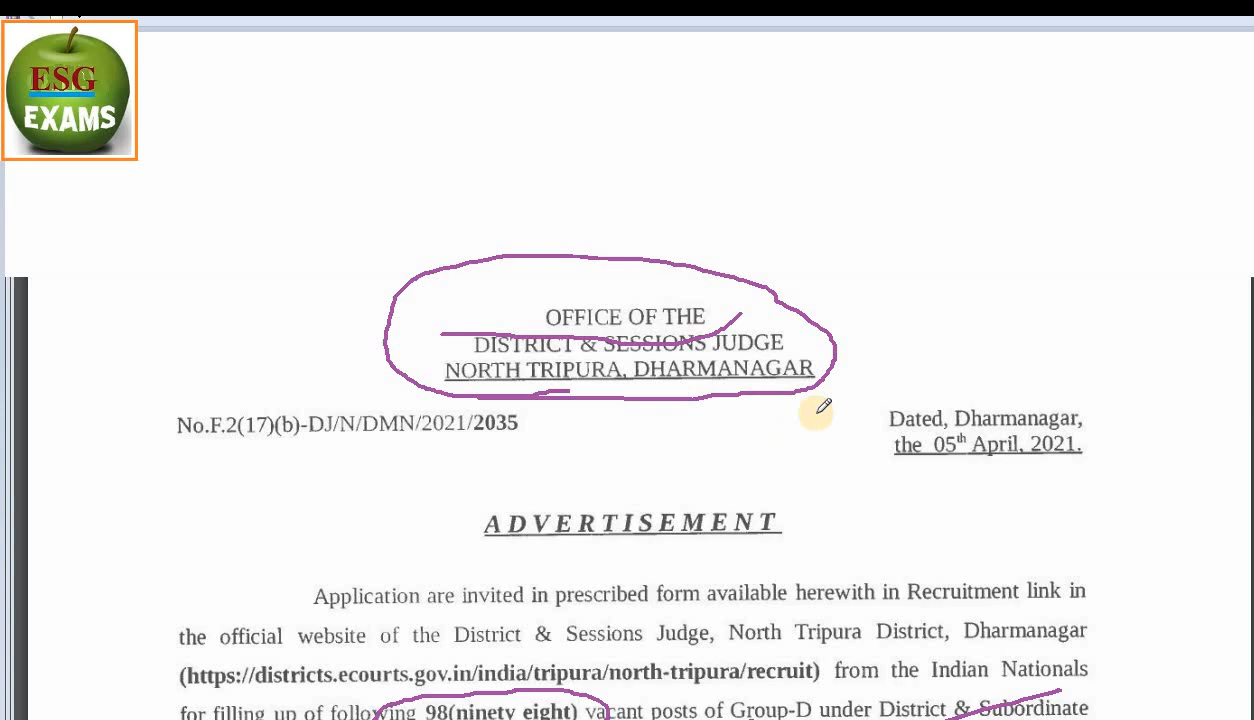 ESG
EXAMS
OFFICE OF THE
DISTRICT & SESSIONS JUDGE
NORTH TRIPURA, DHARMANAGAR
No.F.2(17)(b)-DJ/N/DMN/2021/2035
Dated, Dharmanagar,
the 05th April, 2021.
ADVERTISEMENT
Application are invited in prescribed form available herewith in Recruitment link in
the official website of the District & Sessions Judge, North Tripura District, Dharmanagar
(https://districts.ecourts.gov.in/india/tripura/north-tripura/recruit) from the Indian Nationals
for filling up of following 98(ninety eight) vacant posts of Group-D under District & Subordinate